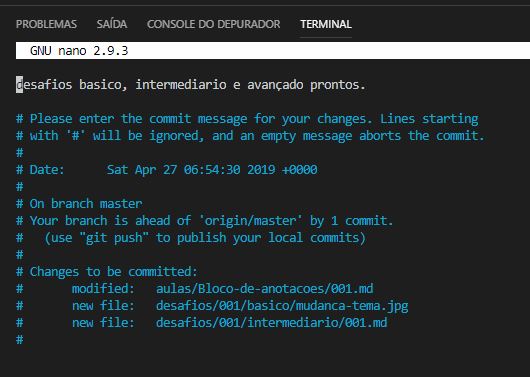 PROBLEMAS SAÍDA CONSOLE DO DEPURADOR TERMINAL
GNU nano 2.9.3
desafios basico, intermediario e avançado prontos.
# Please enter the commit message for your changes. Lines starting
# with '#' will be ignored, and an empty message aborts the commit.
#
# Date:      Sat Apr 27 06:54:30 2019 +0000
#
# On branch master
# Your branch is ahead of 'origin/master' by 1 commit.
#   (use "git push" to publish your local commits)
#
# Changes to be committed:
#       modified:   aulas/Bloco-de-anotacoes/001.md
#       new file:   desafios/001/basico/mudanca-tema.jpg
#       new file:   desafios/001/intermediario/001.md
#